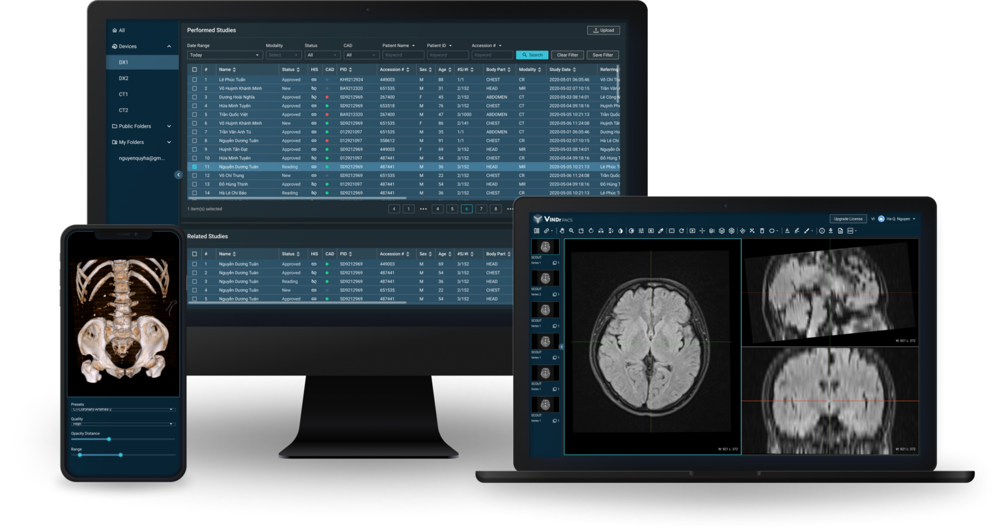 All
Devices
DX1
DX2
CT1
CT2
Public Folders
My Folders
nguyenquyha@gm...
Performed Studies
Upload
Date Range Modality Status CAD Patient Name Patient ID Accession #
Today Select All All Keyword Keyword Keyword Search Clear Filter Save Filter
# Name Status HIS CAD PID Accession # Sex Age #S/#I Body Part Modality Study Date Referring
1 Lê Phúc Tuấn Approved KH9212924 449003 M 88 1/1 CHEST CR 2020-05-01 06:05:46 Võ Chí Tru
2 Võ Huỳnh Khánh Minh New BA9212320 651535 M 31 2/152 HEAD MR 2020-05-02 07:10:15 Trần Văn
3 Dương Hoài Nghĩa Approved SD9212969 267400 F 45 2/152 ABDOMEN CT 2020-05-03 08:14:01 Lê Công
4 Hứa Minh Tuyên Approved SD9212969 653518 M 76 3/152 CHEST CT 2020-05-04 09:18:16 Huỳnh Ph
5 Trần Quốc Việt Approved BA9212320 267400 M 47 3/1000 ABDOMEN CT 2020-05-05 10:21:13 Trần Quốc
6 Võ Huỳnh Khánh Minh New SD9212969 651535 F 86 2/141 CHEST CT 2020-05-06 11:24:08 Huỳnh Tấn
7 Trần Văn Anh Tú Approved 012921097 651535 M 35 1/1 ABDOMEN CT 2020-05-01 06:05:46 Dương Ho
8 Nguyễn Dương Tuân Approved 012921097 558612 M 91 1/1 CHEST CR 2020-05-02 07:10:15 Hà Lê Chí
9 Huỳnh Tấn Đạt Approved SD9212969 449003 F 69 3/152 HEAD MR 2020-05-03 08:14:01 Nguyễn Dư
10 Hứa Minh Tuyên Approved 012921097 487441 M 54 3/152 CHEST CR 2020-05-04 09:18:16 Đỗ Hùng T
11 Nguyễn Dương Tuân Reading SD9212969 487441 M 36 3/152 HEAD MR 2020-05-05 10:21:13 Lê Phúc T
12 Võ Chí Trung New SD9212969 651535 M 22 2/152 CHEST CR 2020-05-06 11:24:08 Trần Quốc
13 Đỗ Hùng Thịnh Approved 012921097 487441 M 54 3/152 HEAD MR 2020-05-04 09:18:16 Đỗ Hùng T
14 Hà Lê Chí Bảo Reading SD9212969 487441 M 36 2/152 CHEST CR 2020-05-05 10:21:13 Lê Phúc T
1 item(s) selected
1 ••• 4 5 6 7 8 •••
Related Studies
# Name Status HIS CAD PID Accession # Sex Age #S/#I Body Part
1 Nguyễn Dương Tuân Approved SD9212969 449003 M 69 3/152 HEAD
2 Nguyễn Dương Tuân Approved SD9212969 487441 M 54 3/152 CHEST
3 Nguyễn Dương Tuân Reading SD9212969 487441 M 36 3/152 HEAD
4 Nguyễn Dương Tuân New SD9212969 651535 M 22 2/152 CHEST
5 Nguyễn Dương Tuân Approved SD9212969 487441 M 54 3/152 HEAD
Presets
CT-Coronary-Arteries-2
Quality
High
Opacity Distance
Range
VINDr PACS
Upgrade License VI Ha Q. Nguyen
SCOUT
Series 1 1
SCOUT
Series 2 1
SCOUT
Series 1 1
SCOUT
Series 1 1
SCOUT
Series 1 1
SCOUT
Series 1 1
W: 821 L: 372
W: 821 L: 372
W: 821 L: 372